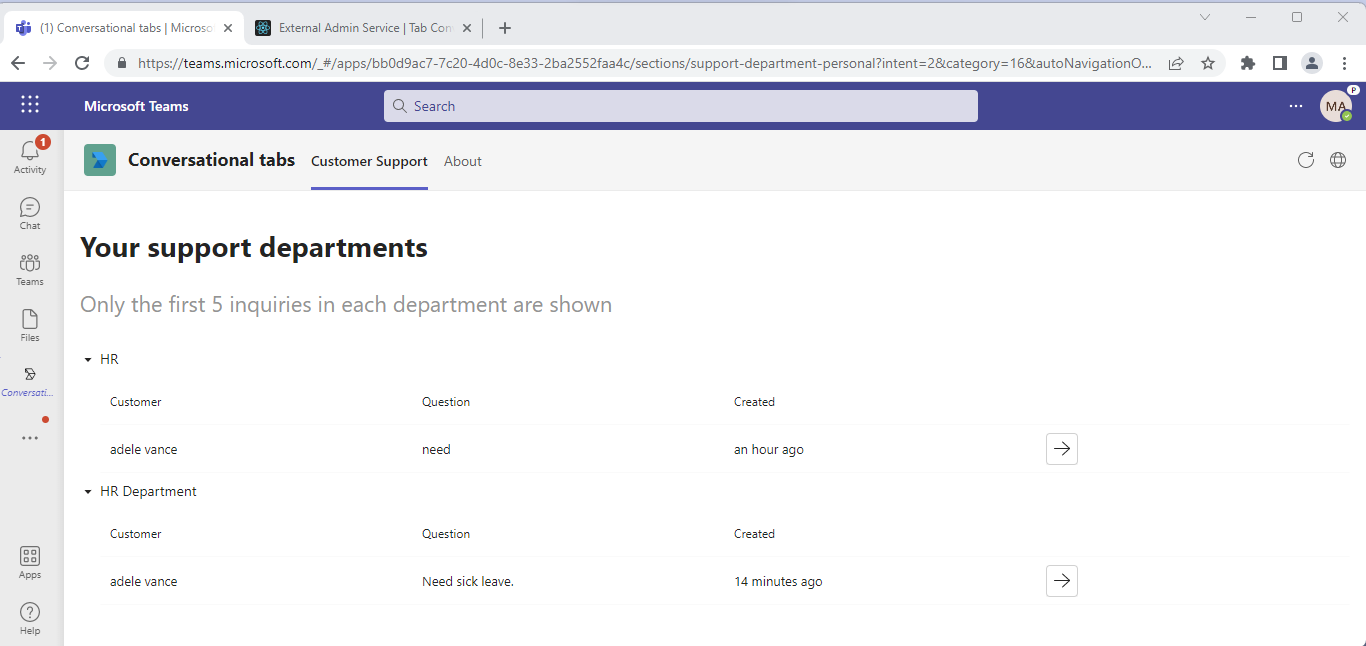 (1) Conversational tabs | Microso
External Admin Service | Tab Con
https://teams.microsoft.com/_#/apps/bb0d9ac7-7c20-4d0c-8e33-2ba2552faa4c/sections/support-department-personal?intent=2&category=16&autoNavigationO...
Microsoft Teams
Search
MA
P
1
Activity
Chat
Teams
Files
Conversati...
Apps
Help
Conversational tabs
Customer Support
About
Your support departments
Only the first 5 inquiries in each department are shown
HR
Customer Question Created
adele vance need an hour ago
HR Department
Customer Question Created
adele vance Need sick leave. 14 minutes ago